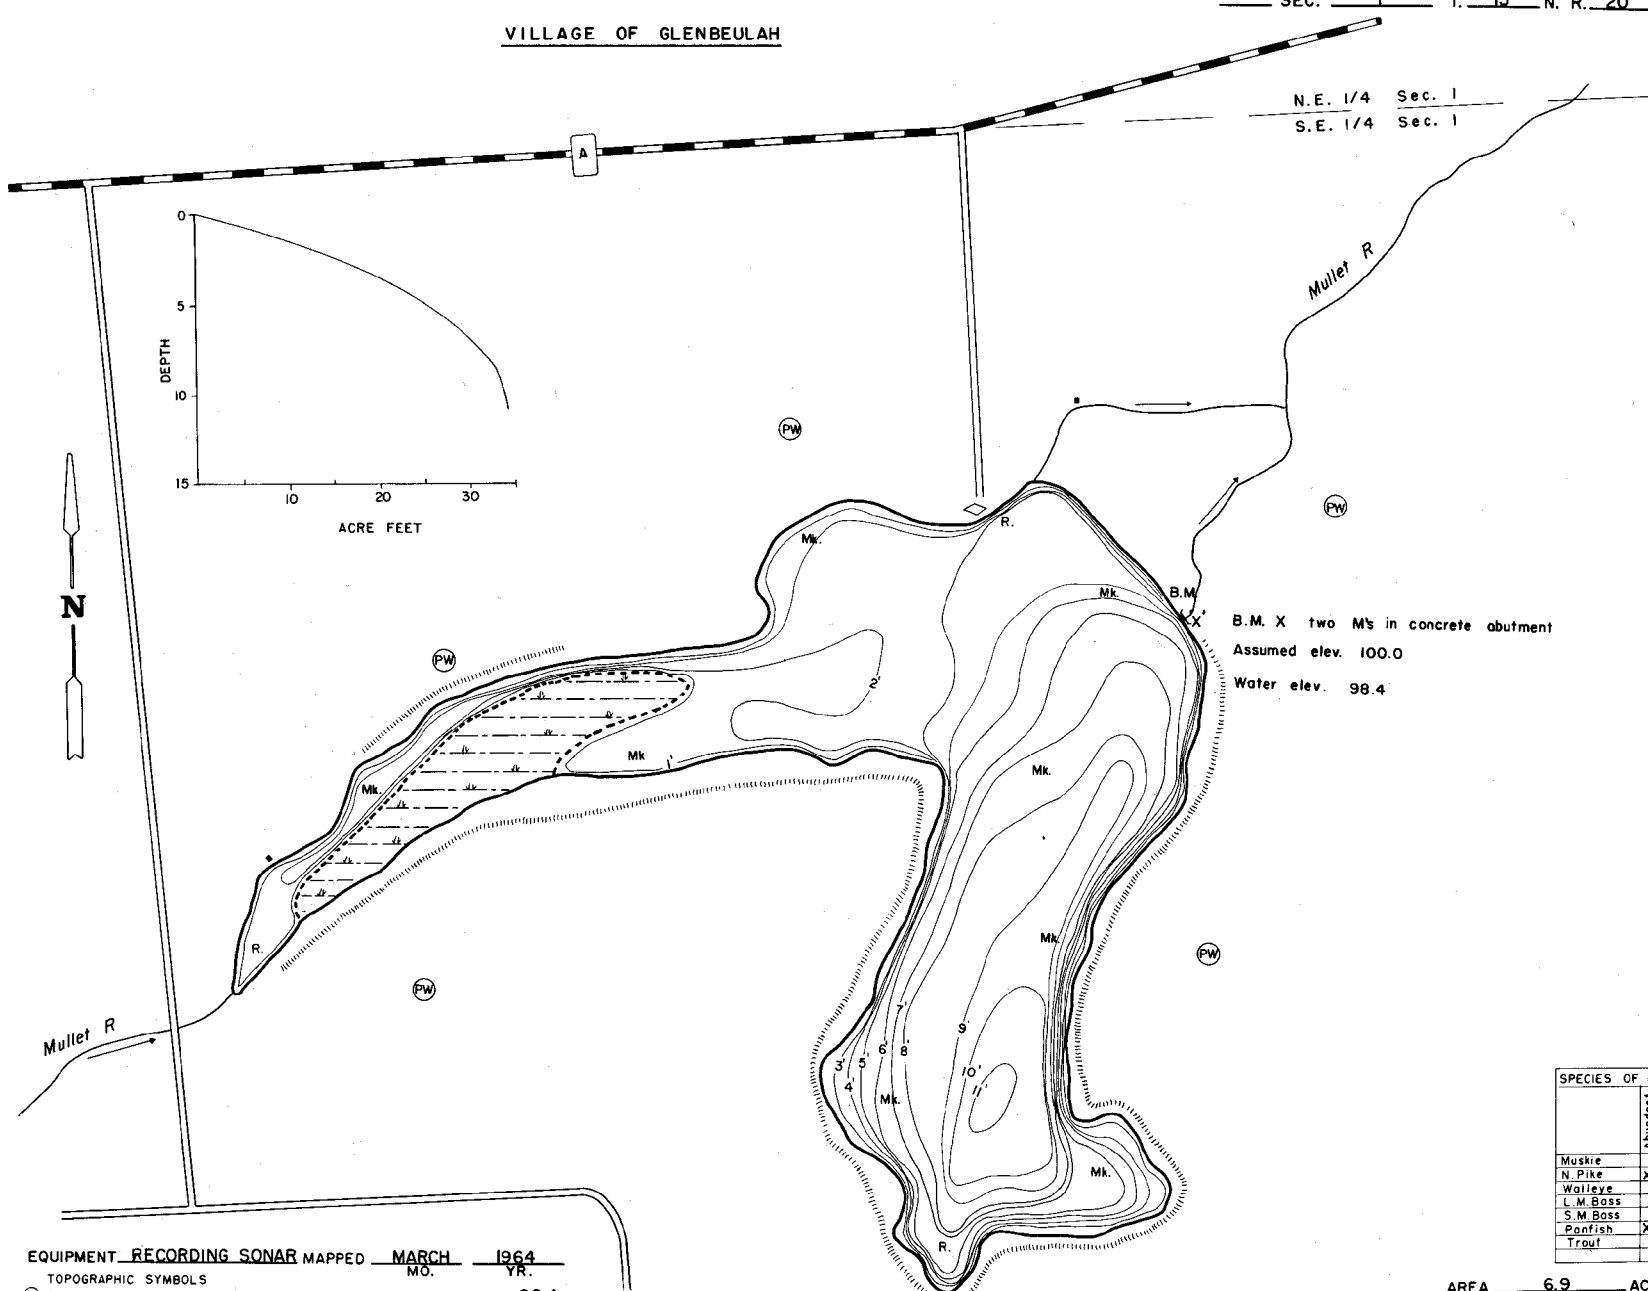 SEC. 1 T. 15 N. R. 20
VILLAGE OF GLENBEULAH
N.E. 1/4 Sec. 1
S.E. 1/4 Sec. 1
A
0
5
10
15
DEPTH
10 20 30
ACRE FEET
Mullet R
PW
PW
N
R.
Mk.
Mk.
B.M.
X
B.M. X two M's in concrete abutment
Assumed elev. 100.0
Water elev. 98.4
PW
2'
Mk
1'
Mk.
Mk.
R.
Mk.
PW
PW
Mullet R
7'
9'
6' 8'
5'
3'
4'
10'
11'
Mk.
Mk.
R.
SPECIES OF
Abundant
Muskie
N. Pike X
Walleye
L.M. Bass
S.M. Bass
Panfish X
Trout
EQUIPMENT RECORDING SONAR MAPPED MARCH 1964
MO. YR.
TOPOGRAPHIC SYMBOLS
AREA 6.9 AC